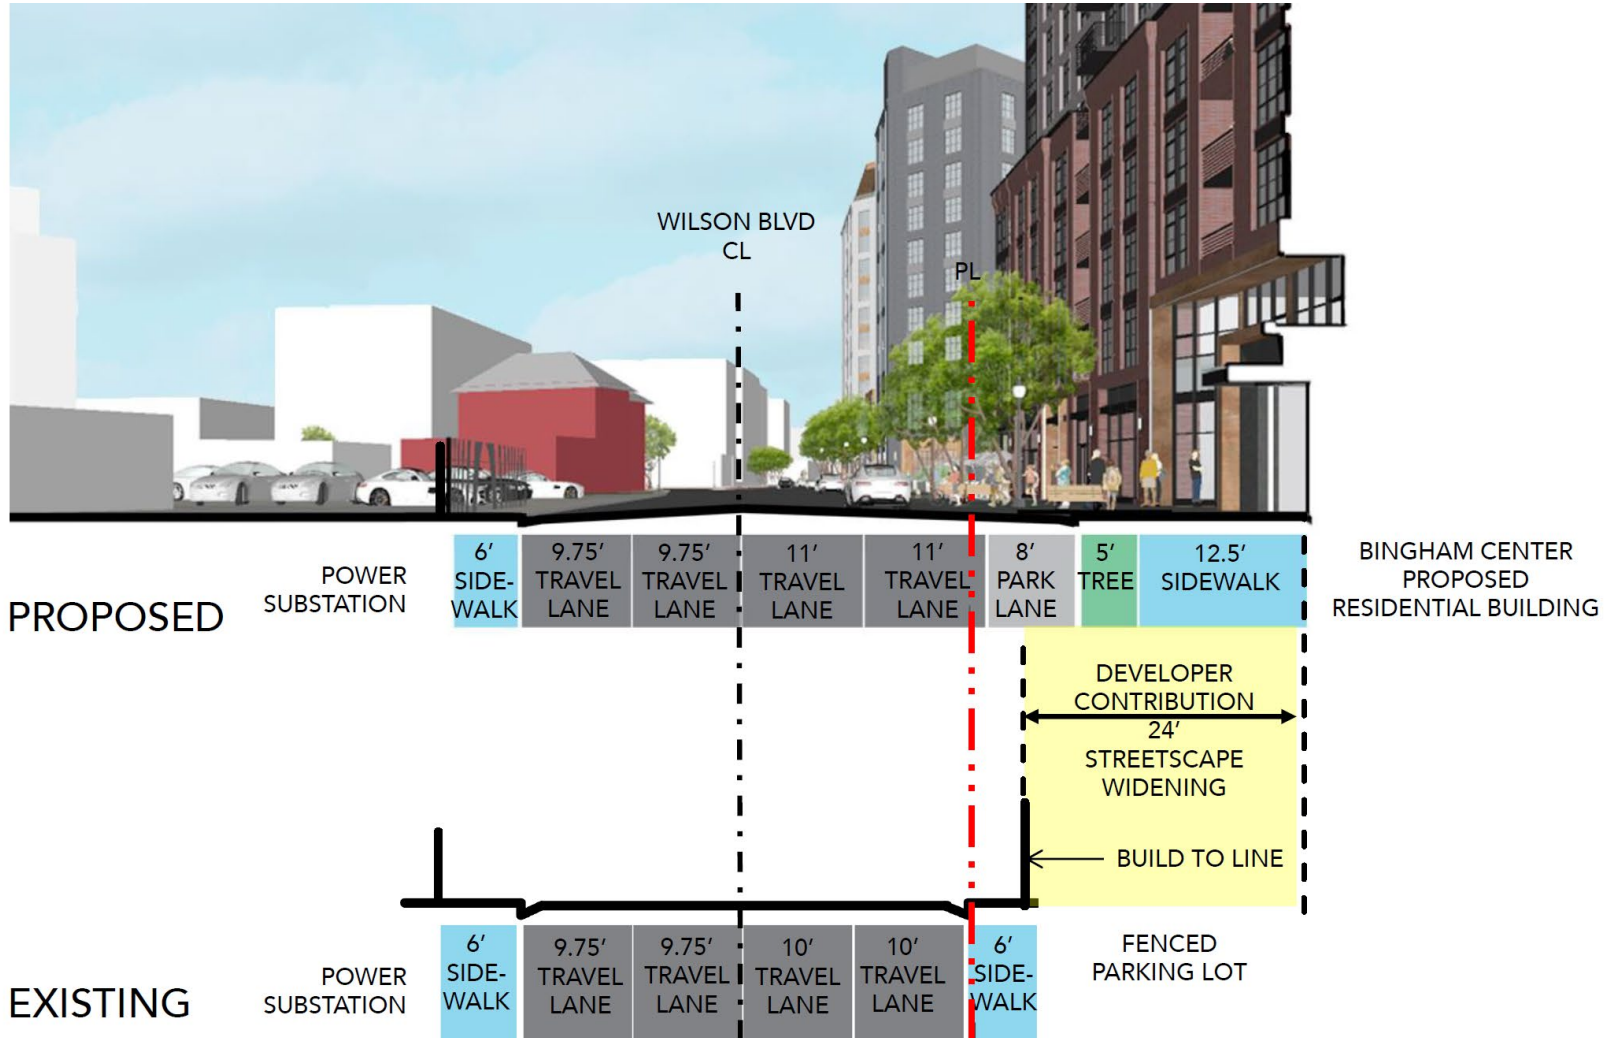 WILSON BLVD
CL
PL
6'
SIDE-
WALK
9.75'
TRAVEL
LANE
9.75'
TRAVEL
LANE
11'
TRAVEL
LANE
11'
TRAVEL
LANE
8'
PARK
LANE
5'
TREE
12.5'
SIDEWALK
POWER
SUBSTATION
PROPOSED
BINGHAM CENTER
PROPOSED
RESIDENTIAL BUILDING
DEVELOPER
CONTRIBUTION
24'
STREETSCAPE
WIDENING
BUILD TO LINE
6'
SIDE-
WALK
9.75'
TRAVEL
LANE
9.75'
TRAVEL
LANE
10'
TRAVEL
LANE
10'
TRAVEL
LANE
6'
SIDE-
WALK
FENCED
PARKING LOT
POWER
SUBSTATION
EXISTING